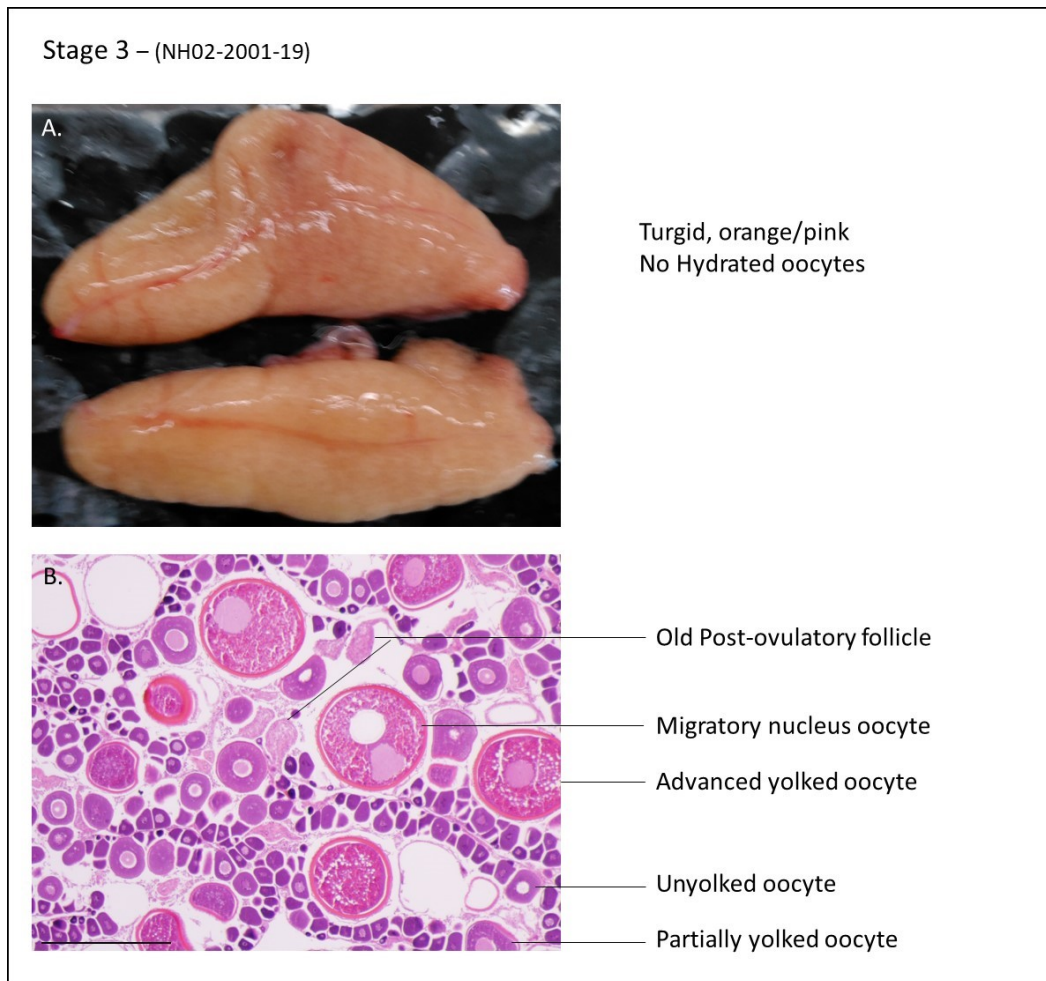 Stage 3 – (NH02-2001-19)
A.
Turgid, orange/pink
No Hydrated oocytes
B.
Old Post-ovulatory follicle
Migratory nucleus oocyte
Advanced yolked oocyte
Unyolked oocyte
Partially yolked oocyte